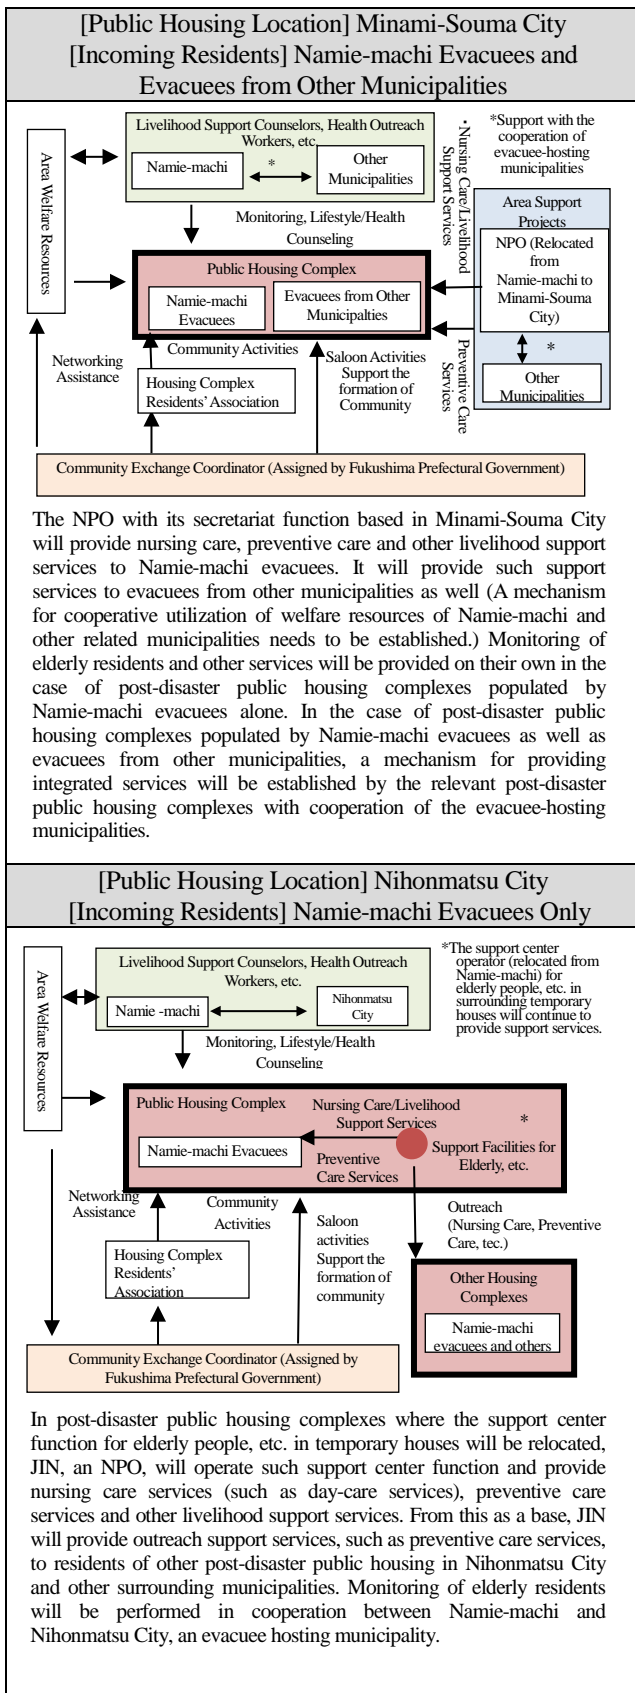 [Public Housing Location] Minami-Souma City
[Incoming Residents] Namie-machi Evacuees and
Evacuees from Other Municipalities
Area Welfare Resources
Livelihood Support Counselors, Health Outreach
Workers, etc.
Namie-machi
*
Other
Municipalities
Monitoring, Lifestyle/Health
Counseling
・Nursing Care/Livelihood
Support Services
*Support with the
cooperation of
evacuee-hosting
municipalities
Area Support
Projects
NPO (Relocated
from
Namie-machi to
Minami-Souma
City)
*
Other
Municipalities
Public Housing Complex
Namie-machi
Evacuees
Evacuees from Other
Municipalties
Preventive Care
Services
Networking
Assistance
Community Activities
Housing Complex
Residents' Association
Saloon Activities
Support the
formation of
Community
Community Exchange Coordinator (Assigned by Fukushima Prefectural Government)
The NPO with its secretariat function based in Minami-Souma City
will provide nursing care, preventive care and other livelihood support
services to Namie-machi evacuees. It will provide such support
services to evacuees from other municipalities as well (A mechanism
for cooperative utilization of welfare resources of Namie-machi and
other related municipalities needs to be established.) Monitoring of
elderly residents and other services will be provided on their own in the
case of post-disaster public housing complexes populated by
Namie-machi evacuees alone. In the case of post-disaster public
housing complexes populated by Namie-machi evacuees as well as
evacuees from other municipalities, a mechanism for providing
integrated services will be established by the relevant post-disaster
public housing complexes with cooperation of the evacuee-hosting
municipalities.
[Public Housing Location] Nihonmatsu City
[Incoming Residents] Namie-machi Evacuees Only
Area Welfare Resources
Livelihood Support Counselors, Health Outreach
Workers, etc.
Namie -machi
Nihonmatsu
City
Monitoring, Lifestyle/Health
Counseling
*The support center
operator (relocated from
Namie-machi) for
elderly people, etc. in
surrounding temporary
houses will continue to
provide support services.
Public Housing Complex
Nursing Care/Livelihood
Support Services
*
Namie-machi Evacuees
Preventive
Care Services
Support Facilities for
Elderly, etc.
Networking
Assistance
Community
Activities
Housing Complex
Residents'
Association
Saloon
activities
Support the
formation of
community
Outreach
(Nursing Care, Preventive
Care, tec.)
Other Housing
Complexes
Namie-machi
evacuees and others
Community Exchange Coordinator (Assigned by
Fukushima Prefectural Government)
In post-disaster public housing complexes where the support center
function for elderly people, etc. in temporary houses will be relocated,
JIN, an NPO, will operate such support center function and provide
nursing care services (such as day-care services), preventive care
services and other livelihood support services. From this as a base, JIN
will provide outreach support services, such as preventive care services,
to residents of other post-disaster public housing in Nihonmatsu City
and other surrounding municipalities. Monitoring of elderly residents
will be performed in cooperation between Namie-machi and
Nihonmatsu City, an evacuee hosting municipality.